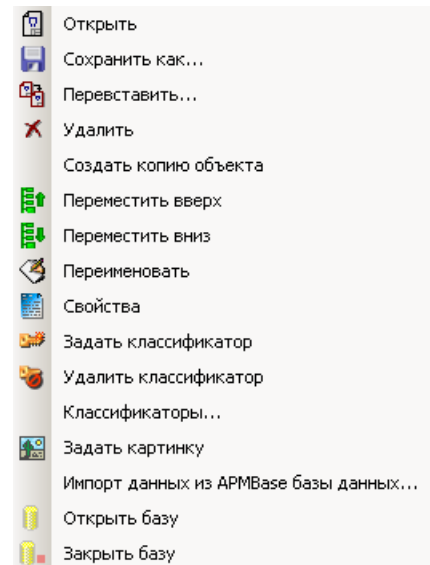 Открыть
Сохранить как...
Перевставить...
Удалить
Создать копию объекта
Переместить вверх
Переместить вниз
Переименовать
Свойства
Задать классификатор
Удалить классификатор
Классификаторы...
Задать картинку
Импорт данных из APMBase базы данных...
Открыть базу
Закрыть базу